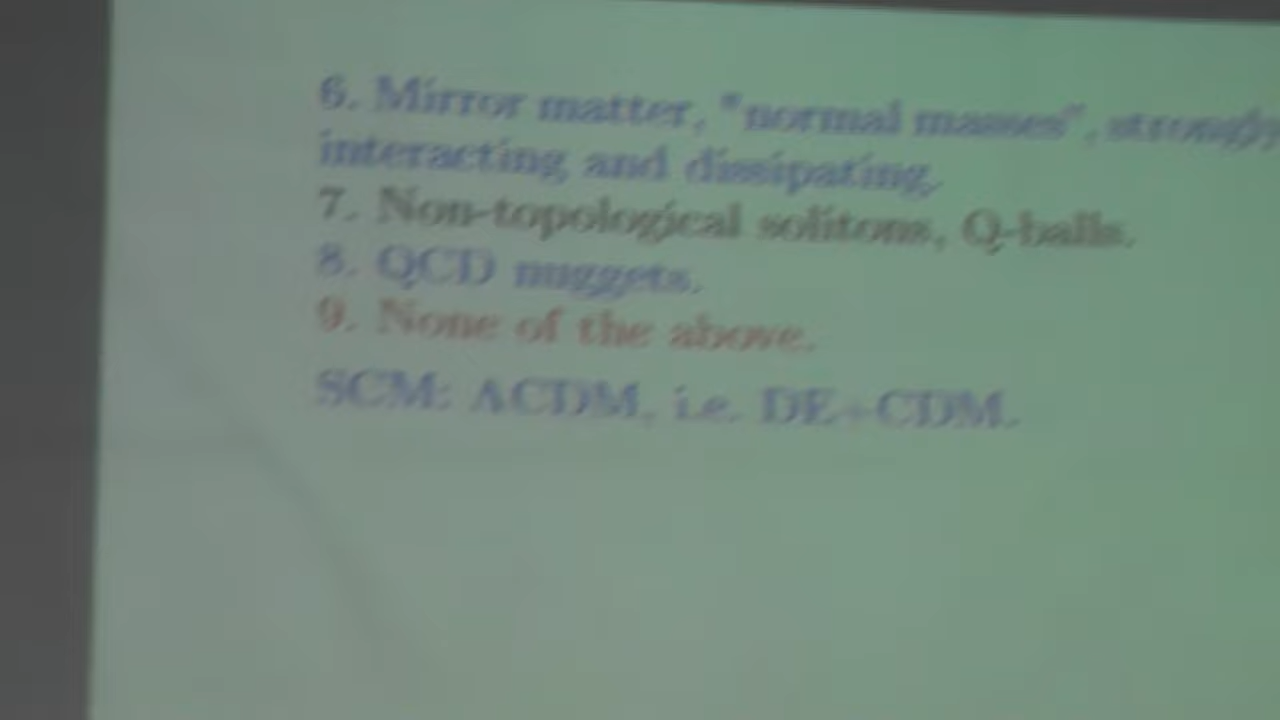 6. Mirror matter, "normal masses", strongly
interacting and dissipating.
7. Non-topological solitons, Q-balls.
8. QCD nuggets.
9. None of the above.
SCM: ΛCDM, i.e. DE+CDM.